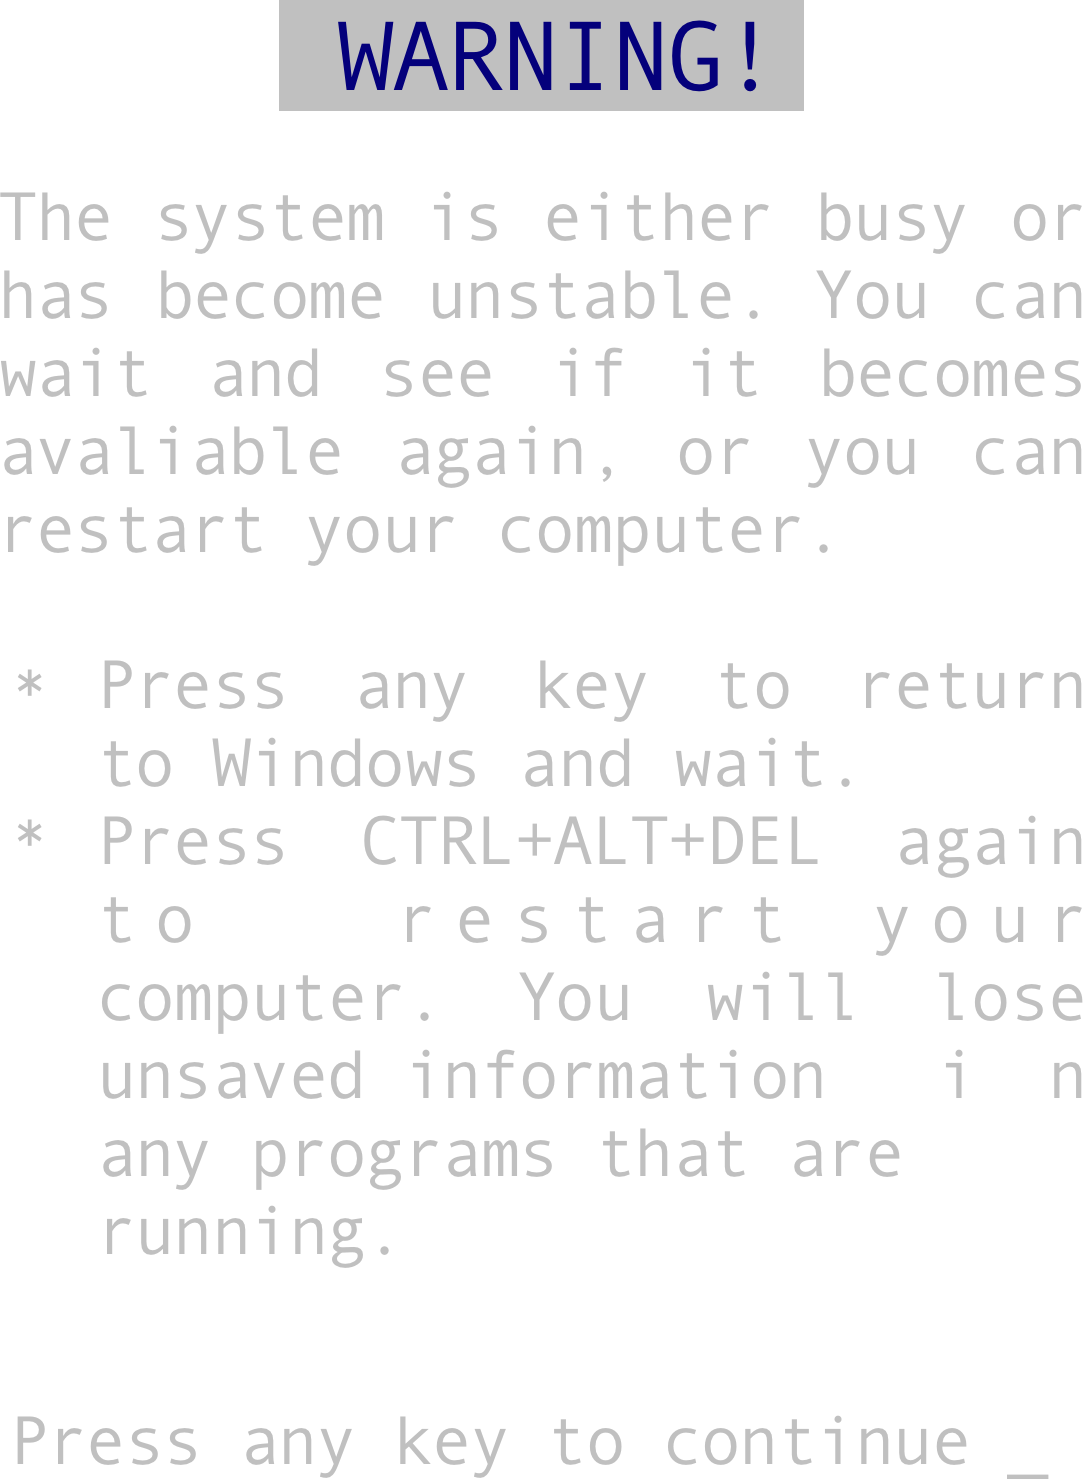 WARNING!
The system is either busy or
has become unstable. You can
wait and see if it becomes
avaliable again, or you can
restart your computer.
* Press any key to return
to Windows and wait.
* Press CTRL+ALT+DEL again
to restart your
computer. You will lose
unsaved information in
any programs that are
running.
Press any key to continue _